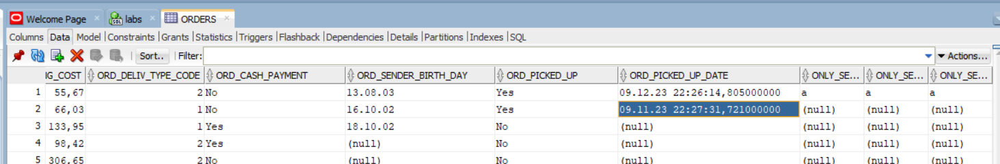 Welcome Page × labs × ORDERS ×
Columns Data Model |Constraints |Grants |Statistics |Triggers |Flashback |Dependencies |Details |Partitions |Indexes |SQL
Sort.. Filter: Actions...
IG_COST ORD_DELIV_TYPE_CODE ORD_CASH_PAYMENT ORD_SENDER_BIRTH_DAY ORD_PICKED_UP ORD_PICKED_UP_DATE ONLY_SE... ONLY_SE... ONLY_SE...
1 55,67 2 No 13.08.03 Yes 09.12.23 22:26:14,805000000 a a a
2 66,03 1 No 16.10.02 Yes 09.11.23 22:27:31,721000000 (null) (null) (null)
3 133,95 1 Yes 18.10.02 No (null) (null) (null) (null)
4 98,42 2 Yes (null) No (null) (null) (null) (null)
5 306,65 2 No (null) No (null) (null) (null) (null)